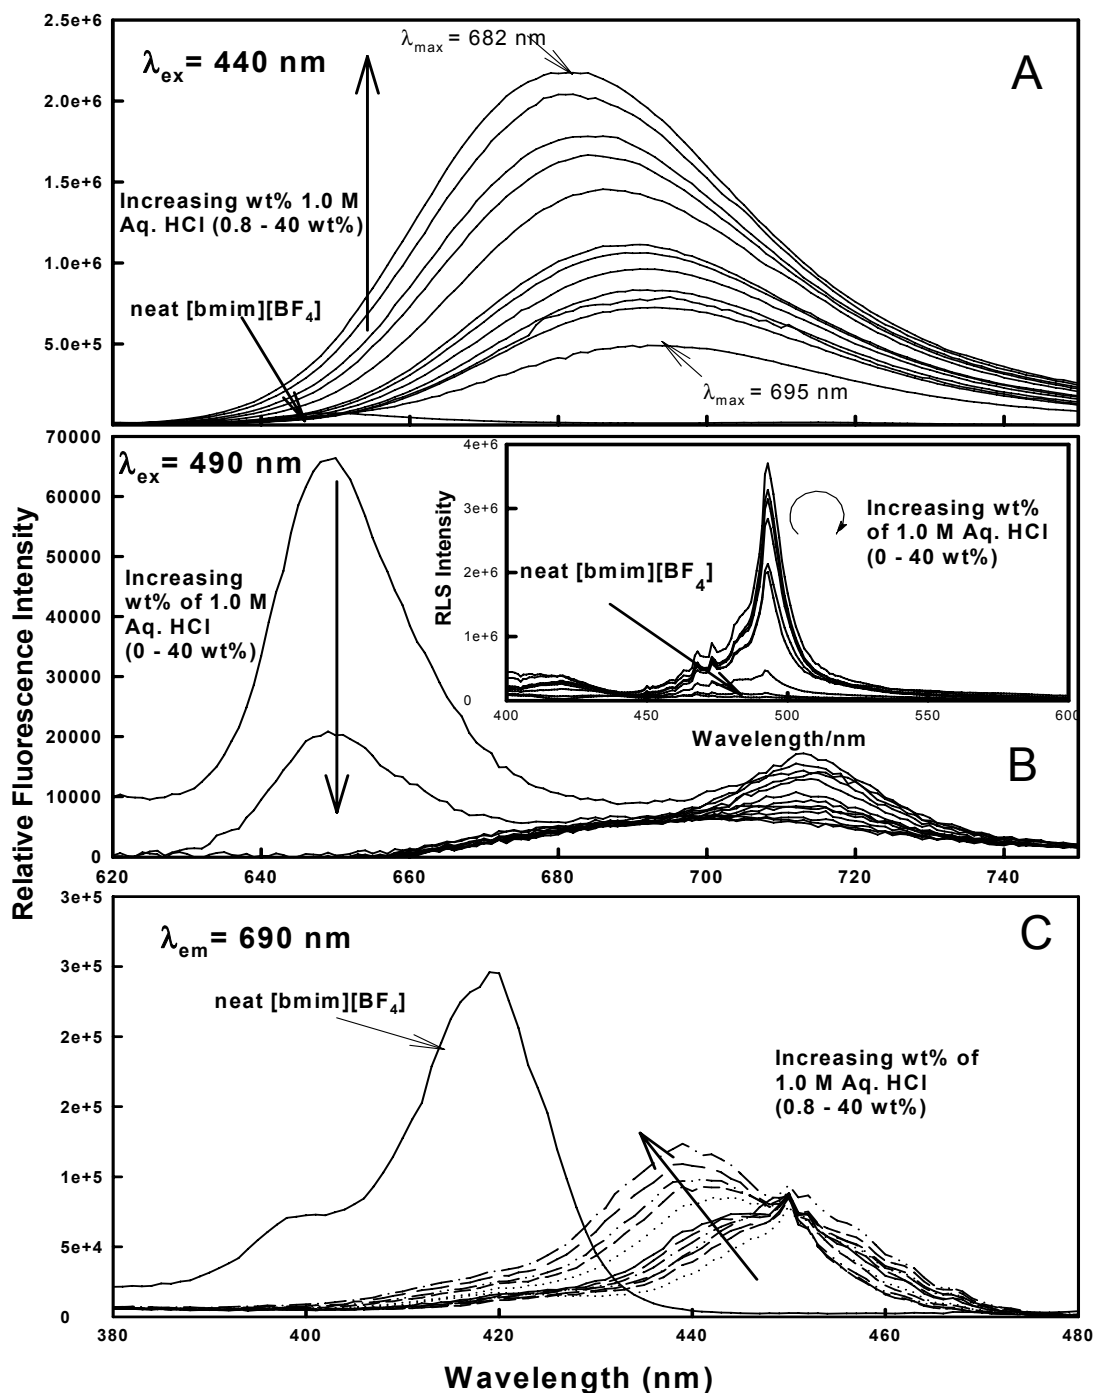 2.5e+6
2.0e+6
1.5e+6
1.0e+6
5.0e+5
λex = 440 nm
λmax = 682 nm
A
Increasing wt% 1.0 M
Aq. HCl (0.8 - 40 wt%)
neat [bmim][BF4]
λmax = 695 nm
Relative Fluorescence Intensity
70000
60000
50000
40000
30000
20000
10000
0
λex = 490 nm
Increasing
wt% of 1.0 M
Aq. HCl
(0 - 40 wt%)
RLS Intensity
4e+6
3e+6
2e+6
1e+6
0
neat [bmim][BF4]
Increasing wt%
of 1.0 M Aq. HCl
(0 - 40 wt%)
400 450 500 550 600
Wavelength/nm
B
620 640 660 680 700 720 740
3e+5
3e+5
2e+5
2e+5
1e+5
5e+4
0
λem = 690 nm
C
neat [bmim][BF4]
Increasing wt% of
1.0 M Aq. HCl
(0.8 - 40 wt%)
380 400 420 440 460 480
Wavelength (nm)